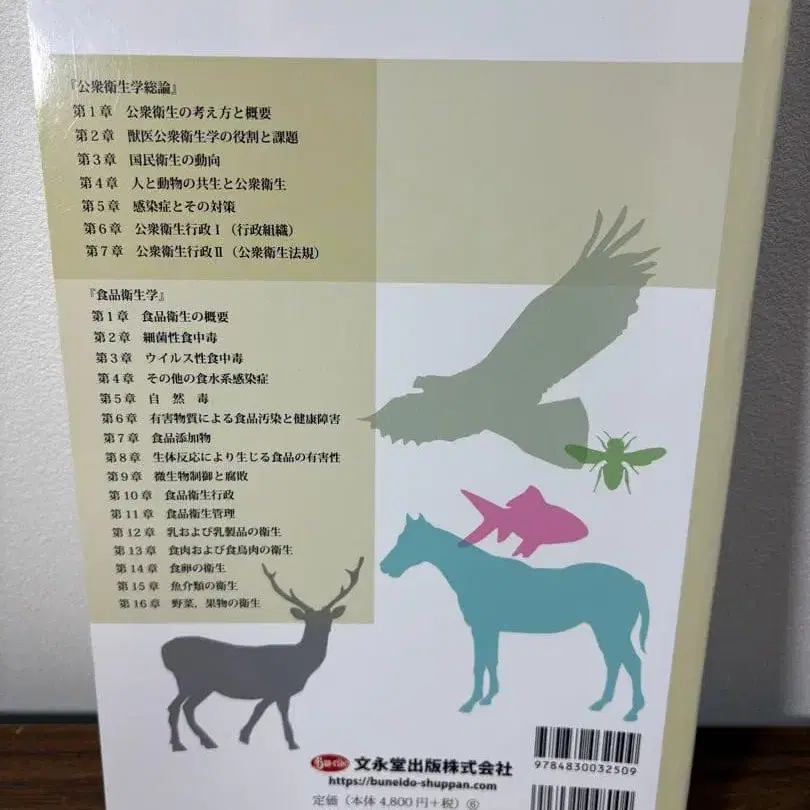 『公衆衛生学総論』
第1章 公衆衛生の考え方と概要
第2章 獣医公衆衛生学の役割と課題
第3章 国民衛生の動向
第4章 人と動物の共生と公衆衛生
第5章 感染症とその対策
第6章 公衆衛生行政Ⅰ（行政組織）
第7章 公衆衛生行政Ⅱ（公衆衛生法規）
『食品衛生学』
第1章 食品衛生の概要
第2章 細菌性食中毒
第3章 ウイルス性食中毒
第4章 その他の食水系感染症
第5章 自 然 毒
第6章 有害物質による食品汚染と健康障害
第7章 食品添加物
第8章 生体反応により生じる食品の有害性
第9章 微生物制御と腐敗
第10章 食品衛生行政
第11章 食品衛生管理
第12章 乳および乳製品の衛生
第13章 食肉および食鳥肉の衛生
第14章 食卵の衛生
第15章 魚介類の衛生
第16章 野菜，果物の衛生
文永堂出版株式会社
https://buneido-shuppan.com
定価（本体 4,800円＋税）⑥
9784830032509